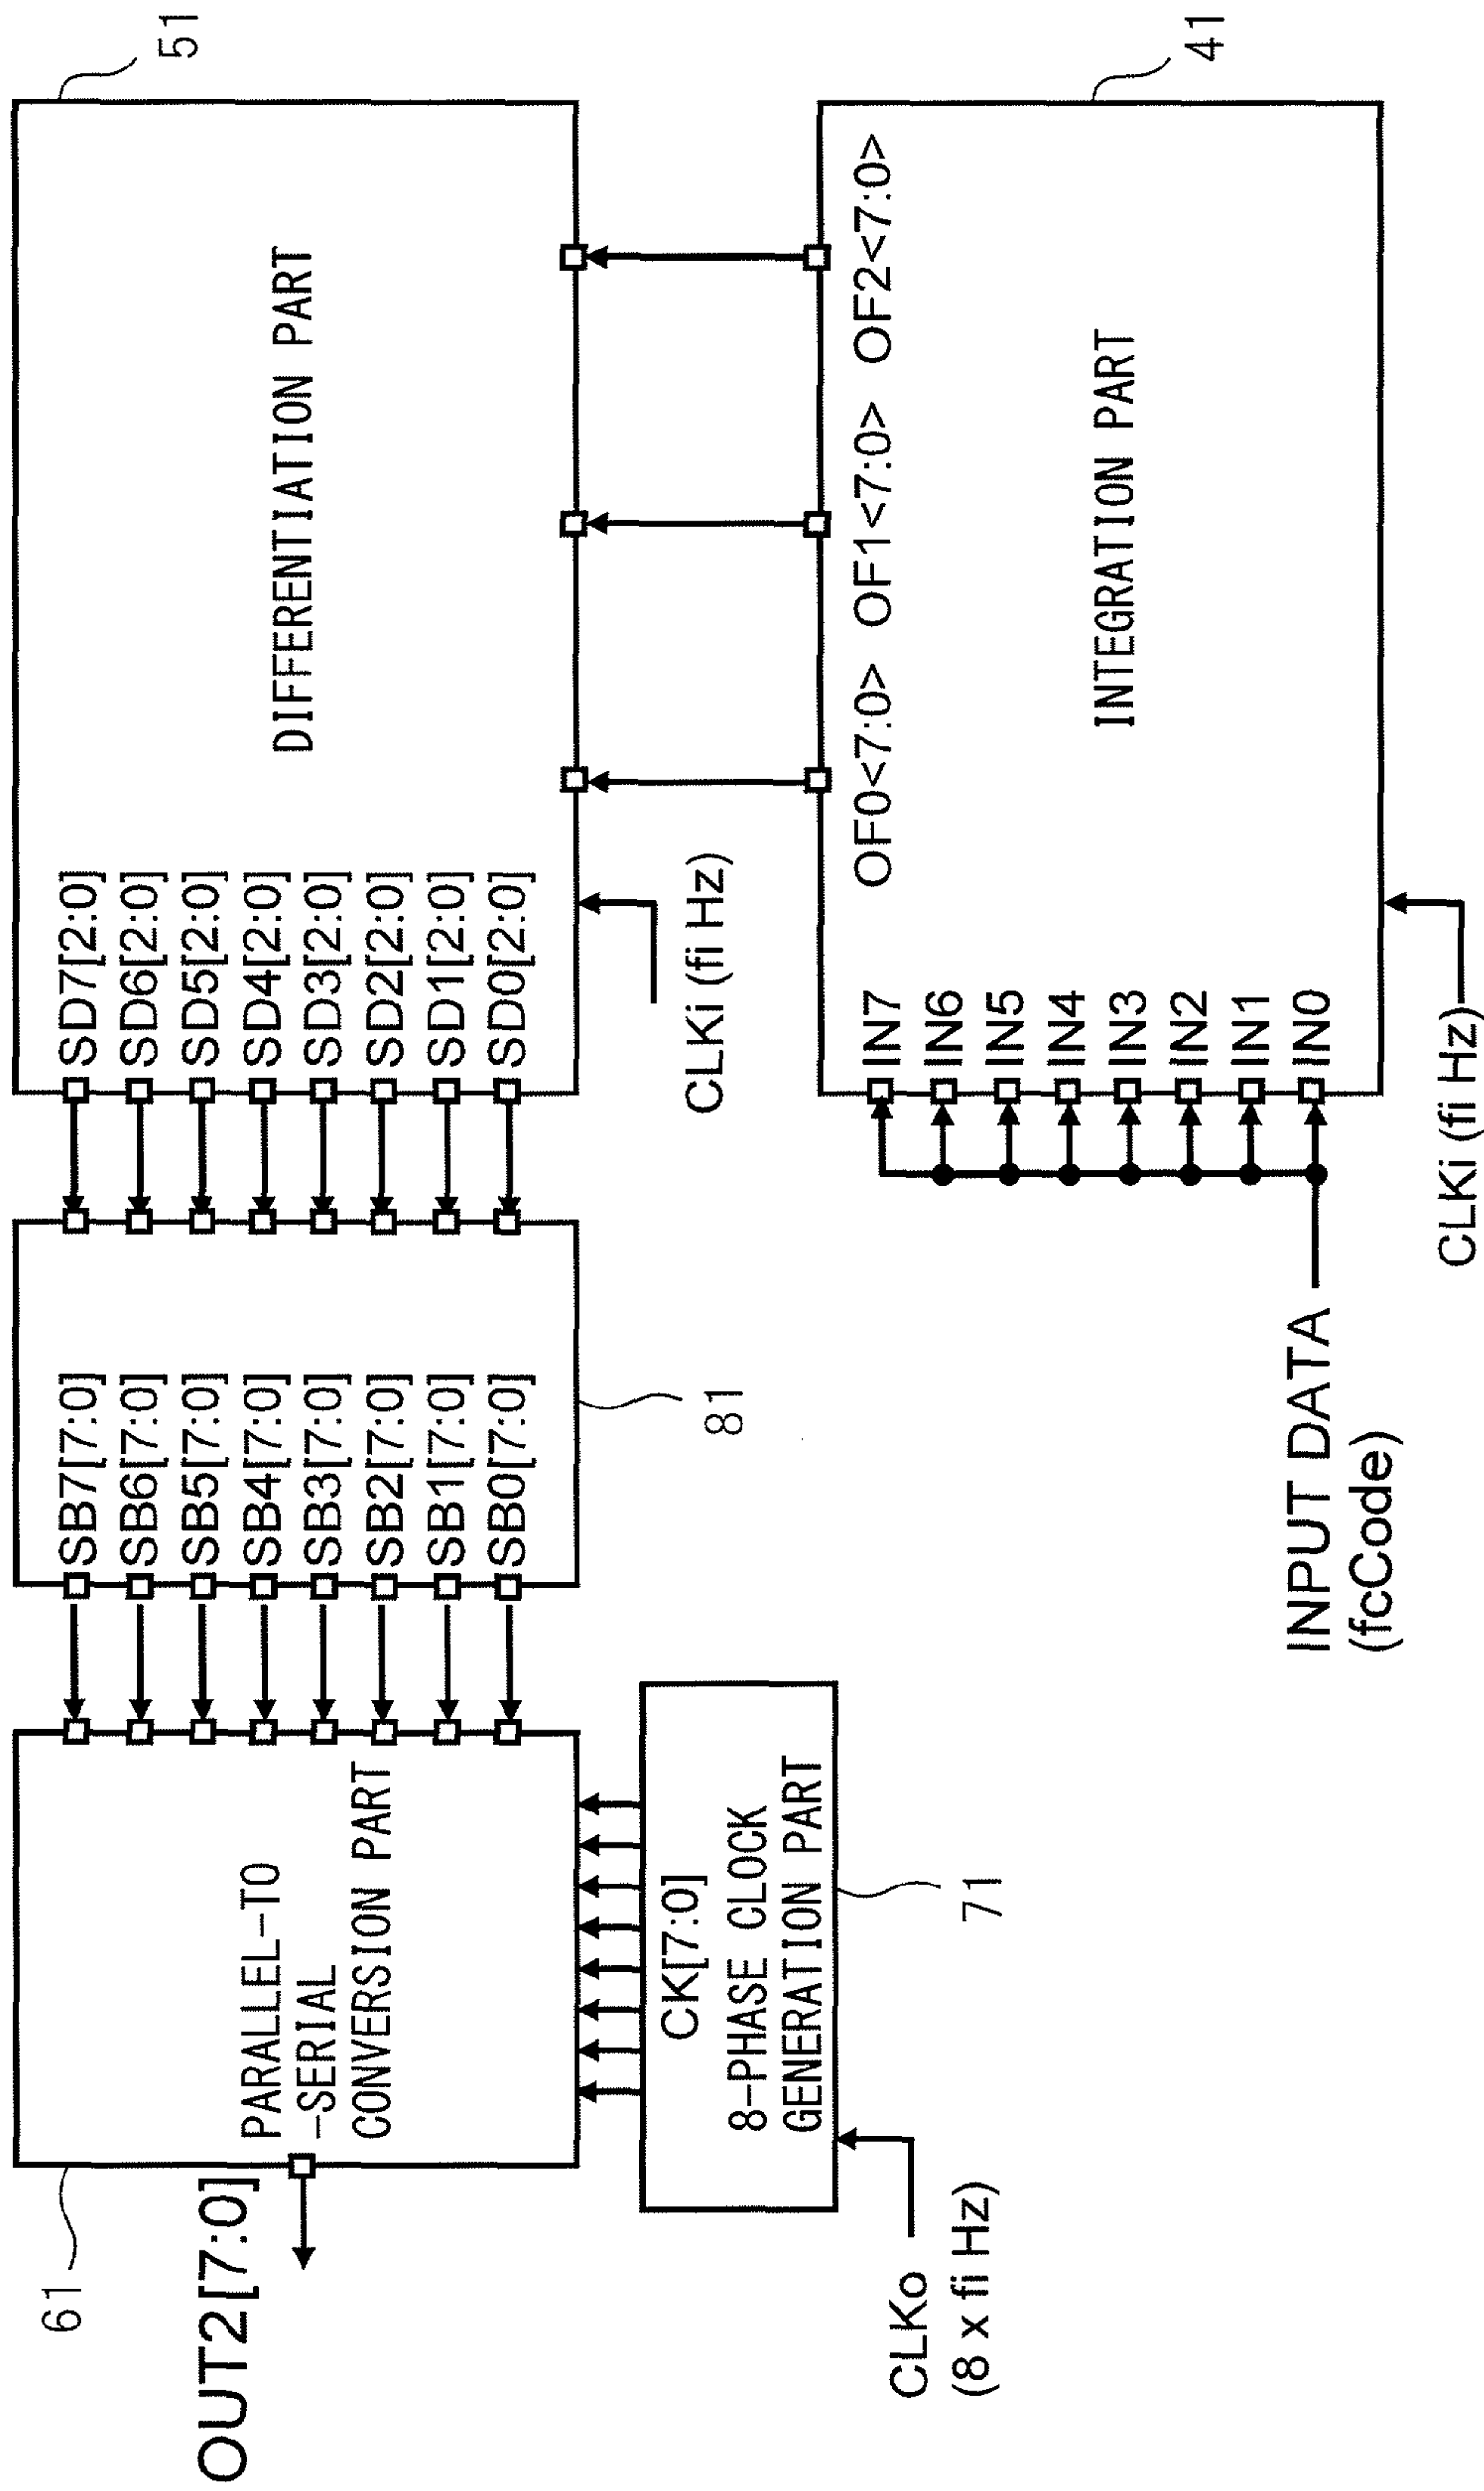 OUT2[7:0]
61
PARALLEL-TO
-SERIAL
CONVERSION PART
SB7[7:0]
SB6[7:0]
SB5[7:0]
SB4[7:0]
SB3[7:0]
SB2[7:0]
SB1[7:0]
SB0[7:0]
81
SD7[2:0]
SD6[2:0]
SD5[2:0]
SD4[2:0]
SD3[2:0]
SD2[2:0]
SD1[2:0]
SD0[2:0]
DIFFERENTIATION PART
51
CLKi (fi Hz)
CK[7:0]
8-PHASE CLOCK
GENERATION PART
71
CLKo
(8 x fi Hz)
OF0<7:0> OF1<7:0> OF2<7:0>
IN7
IN6
IN5
IN4
IN3
IN2
IN1
IN0
INTEGRATION PART
41
INPUT DATA
(fcCode)
CLKi (fi Hz)